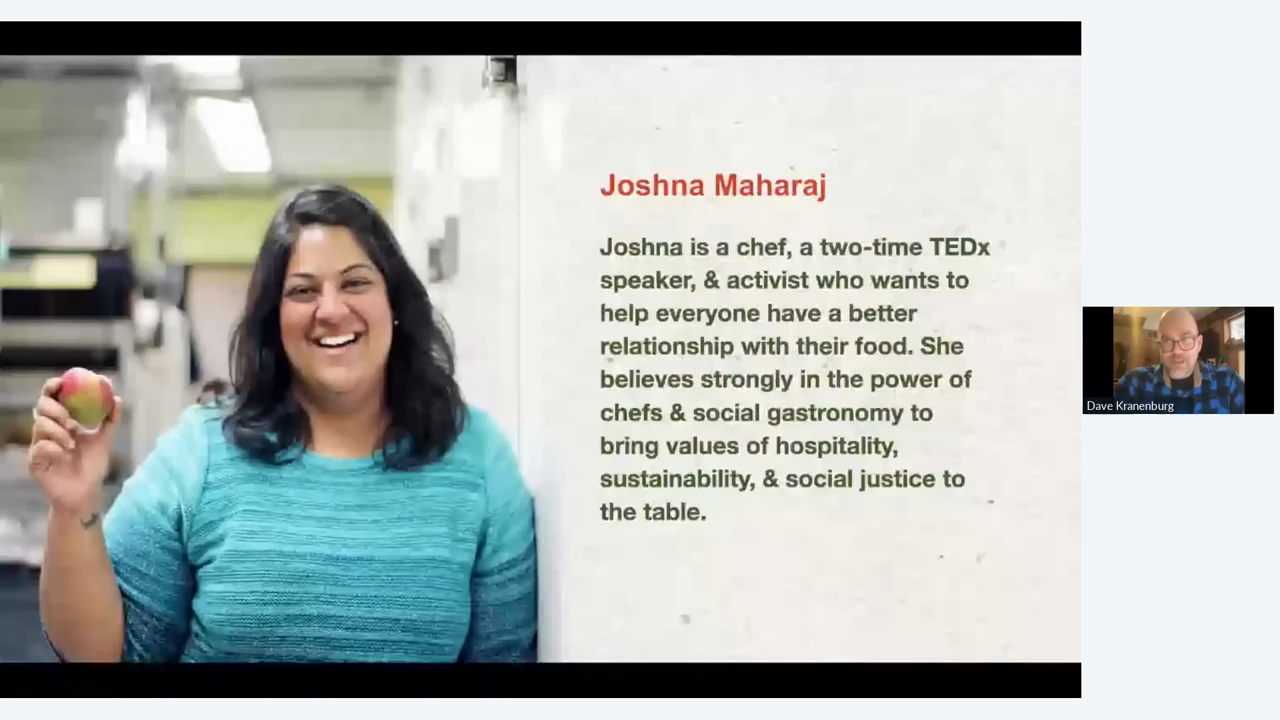 Joshna Maharaj
Joshna is a chef, a two-time TEDx
speaker, & activist who wants to
help everyone have a better
relationship with their food. She
believes strongly in the power of
chefs & social gastronomy to
bring values of hospitality,
sustainability, & social justice to
the table.
Dave Kranenburg